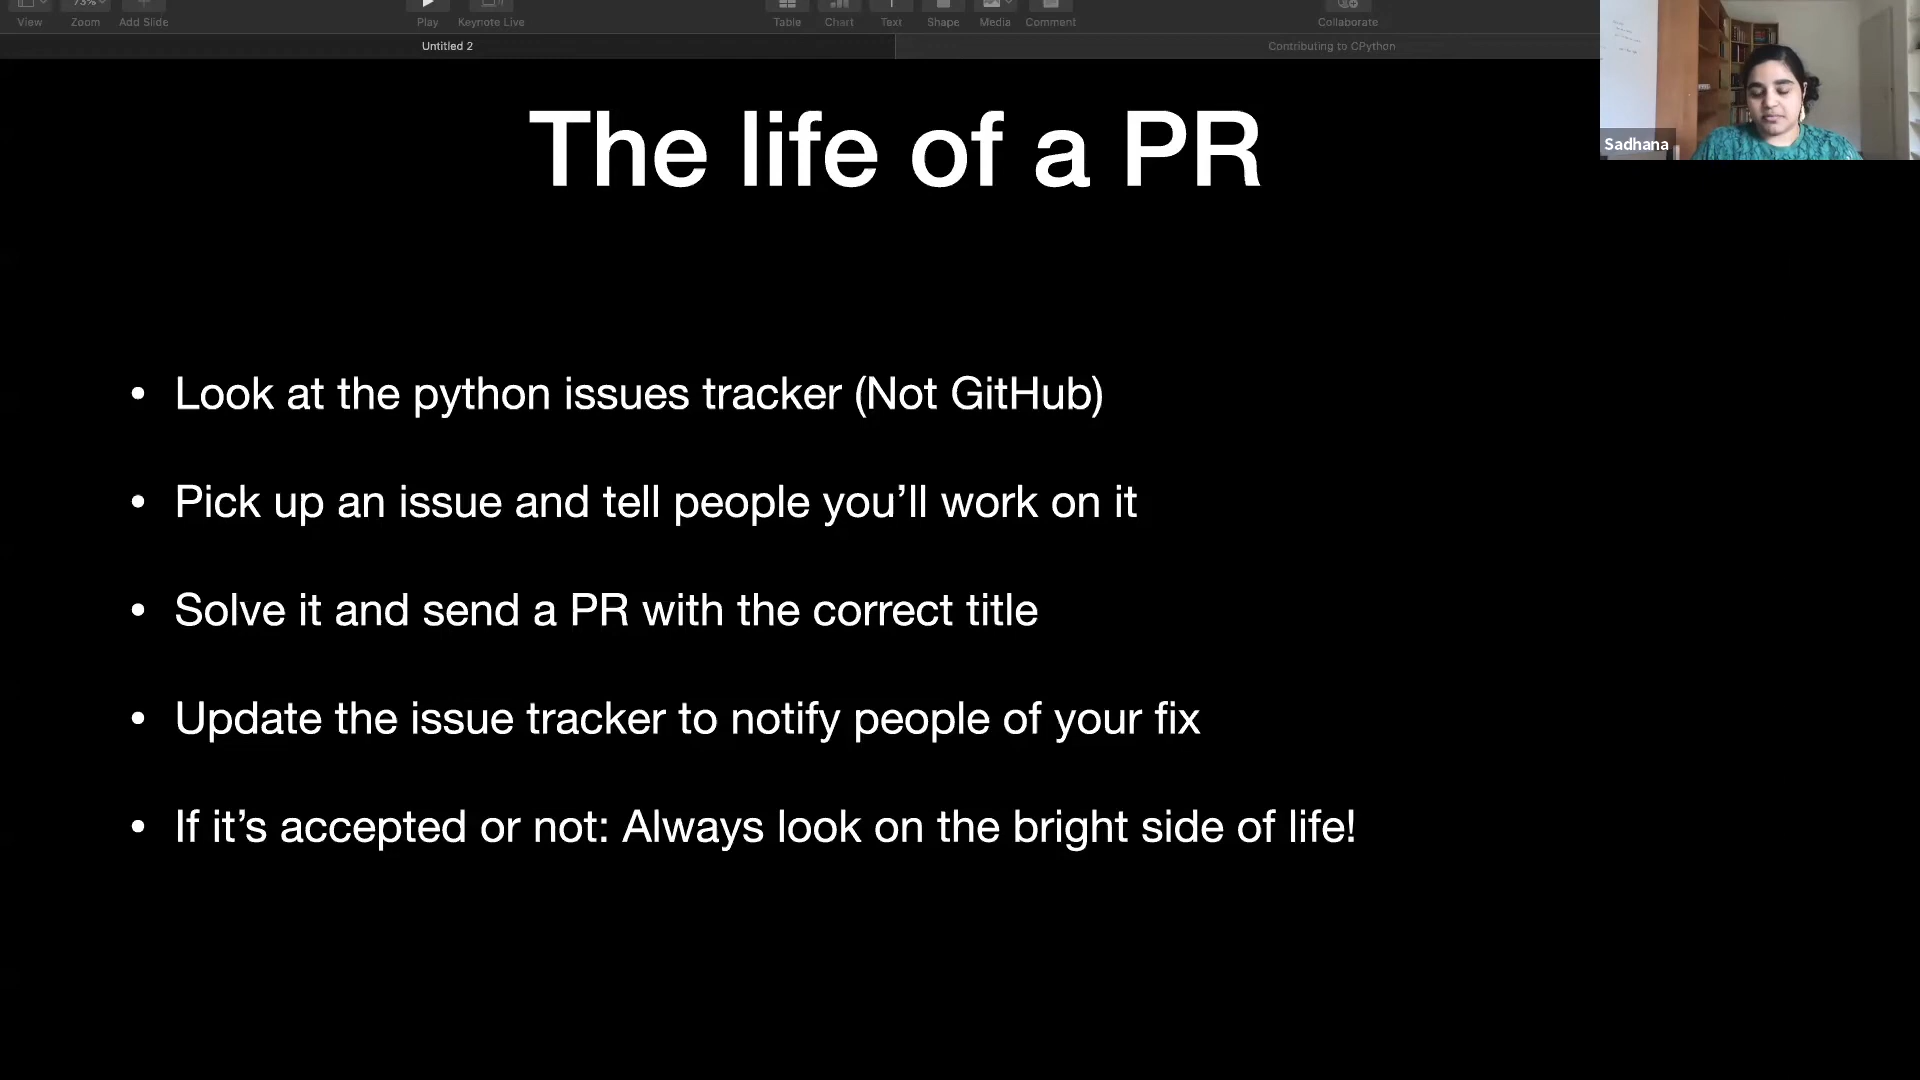 73%
View
Zoom
Add Slide
Play
Keynote Live
Table
Chart
Text
Shape
Media
Comment
Collaborate
Untitled 2
Contributing to CPython
Sadhana
The life of a PR
• Look at the python issues tracker (Not GitHub)
• Pick up an issue and tell people you’ll work on it
• Solve it and send a PR with the correct title
• Update the issue tracker to notify people of your fix
• If it’s accepted or not: Always look on the bright side of life!